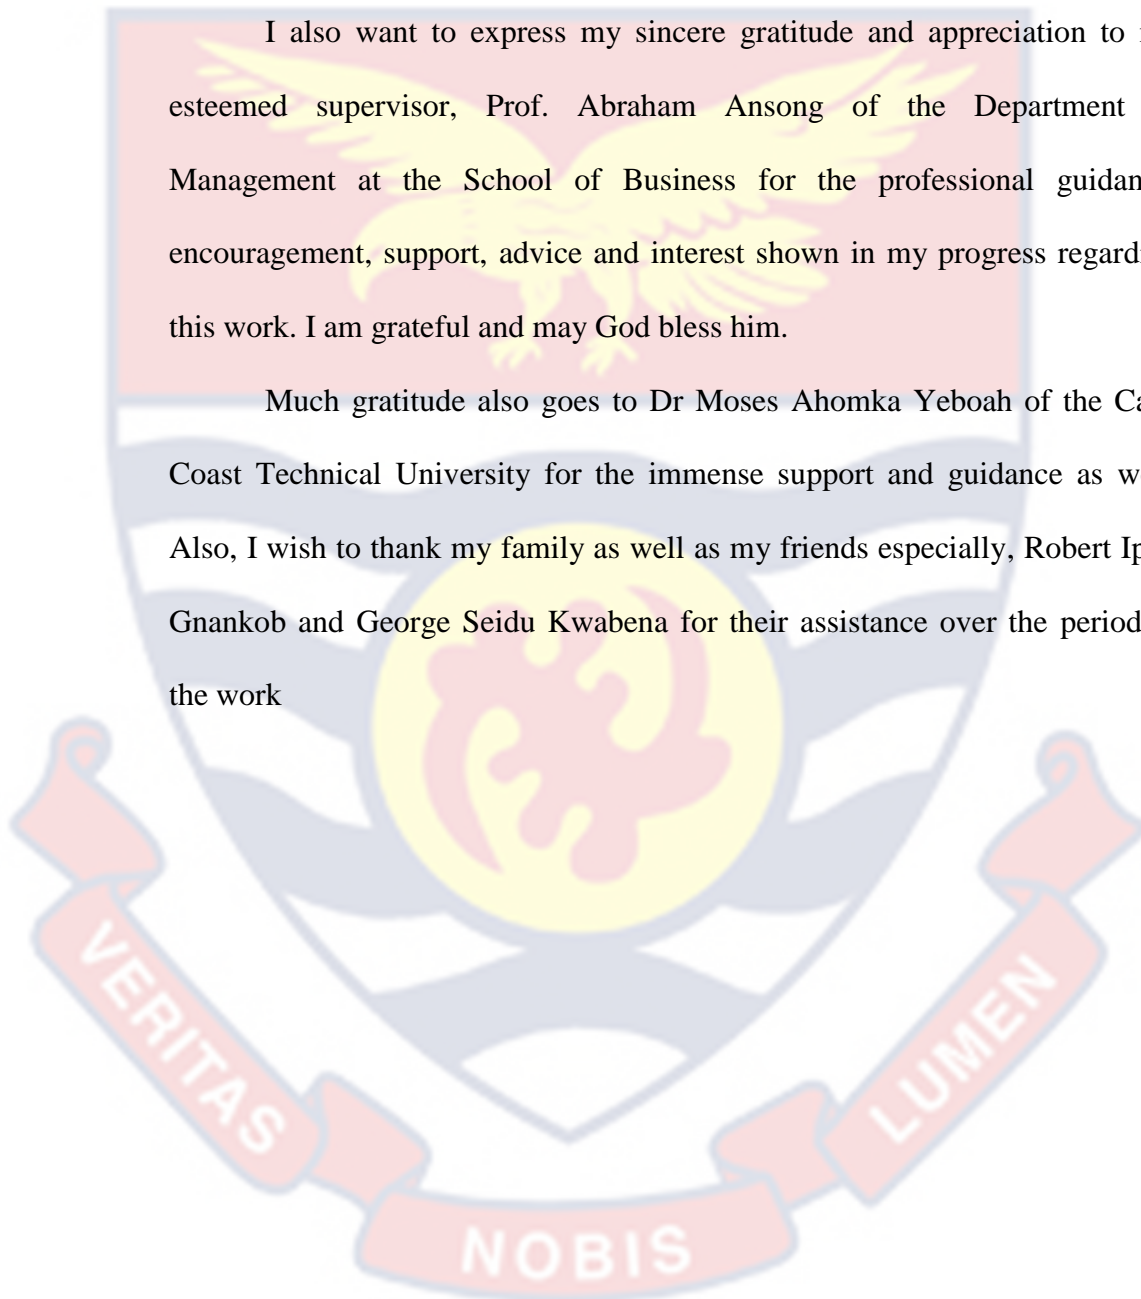 I also want to express my sincere gratitude and appreciation to
esteemed supervisor, Prof. Abraham Ansong of the Department
Management at the School of Business for the professional
encouragement, support, advice and interest shown in my progress
this work. I am grateful and may God bless him.
Much gratitude also goes to Dr Moses Ahomka Yeboah of the
Coast Technical University for the immense support and guidance as
Also, I wish to thank my family as well as my friends especially, Robert
Gnankob and George Seidu Kwabena for their assistance over the period
the work
VERITAS
NOBIS
LUMEN